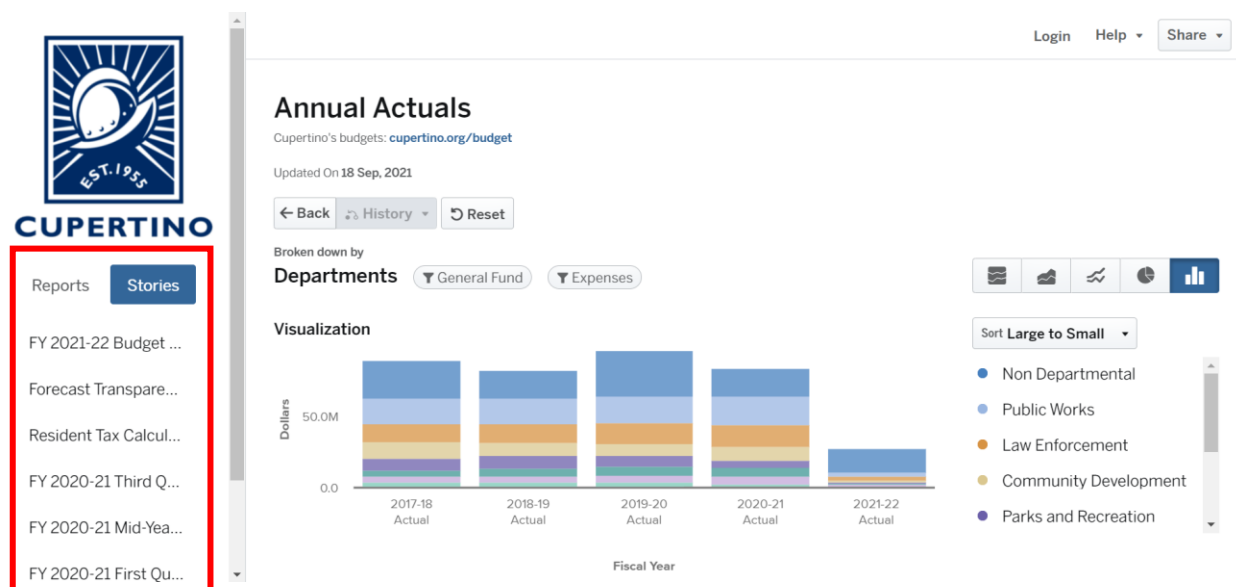 EST. 1955
CUPERTINO
Reports
Stories
FY 2021-22 Budget ...
Forecast Transpare...
Resident Tax Calcul...
FY 2020-21 Third Q...
FY 2020-21 Mid-Yea...
FY 2020-21 First Qu...
Login Help Share
Annual Actuals
Cupertino's budgets: cupertino.org/budget
Updated On 18 Sep, 2021
Back History Reset
Broken down by
Departments General Fund Expenses
Visualization
Sort Large to Small
Dollars
50.0M
0.0
2017-18 2018-19 2019-20 2020-21 2021-22
Actual Actual Actual Actual Actual
Fiscal Year
Non Departmental
Public Works
Law Enforcement
Community Development
Parks and Recreation